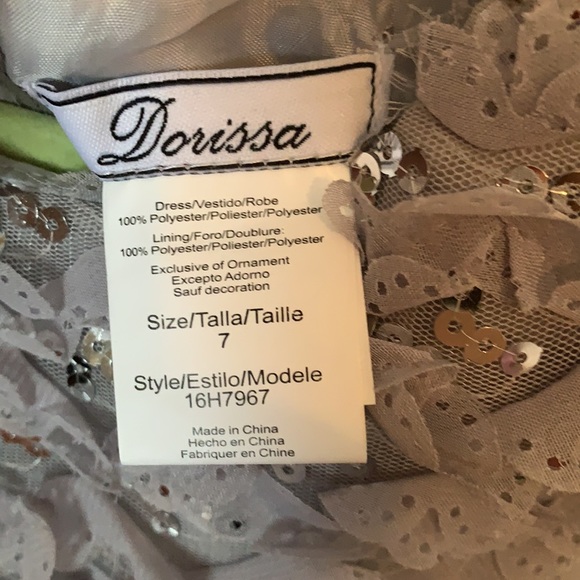 Dorissa
Dress/Vestido/Robe
100% Polyester/Poliester/Polyester
Lining/Foro/Doublure:
100% Polyester/Poliester/Polyester
Exclusive of Ornament
Excepto Adorno
Sauf decoration
Size/Talla/Taille
7
Style/Estilo/Modele
16H7967
Made in China
Hecho en China
Fabriquer en Chine